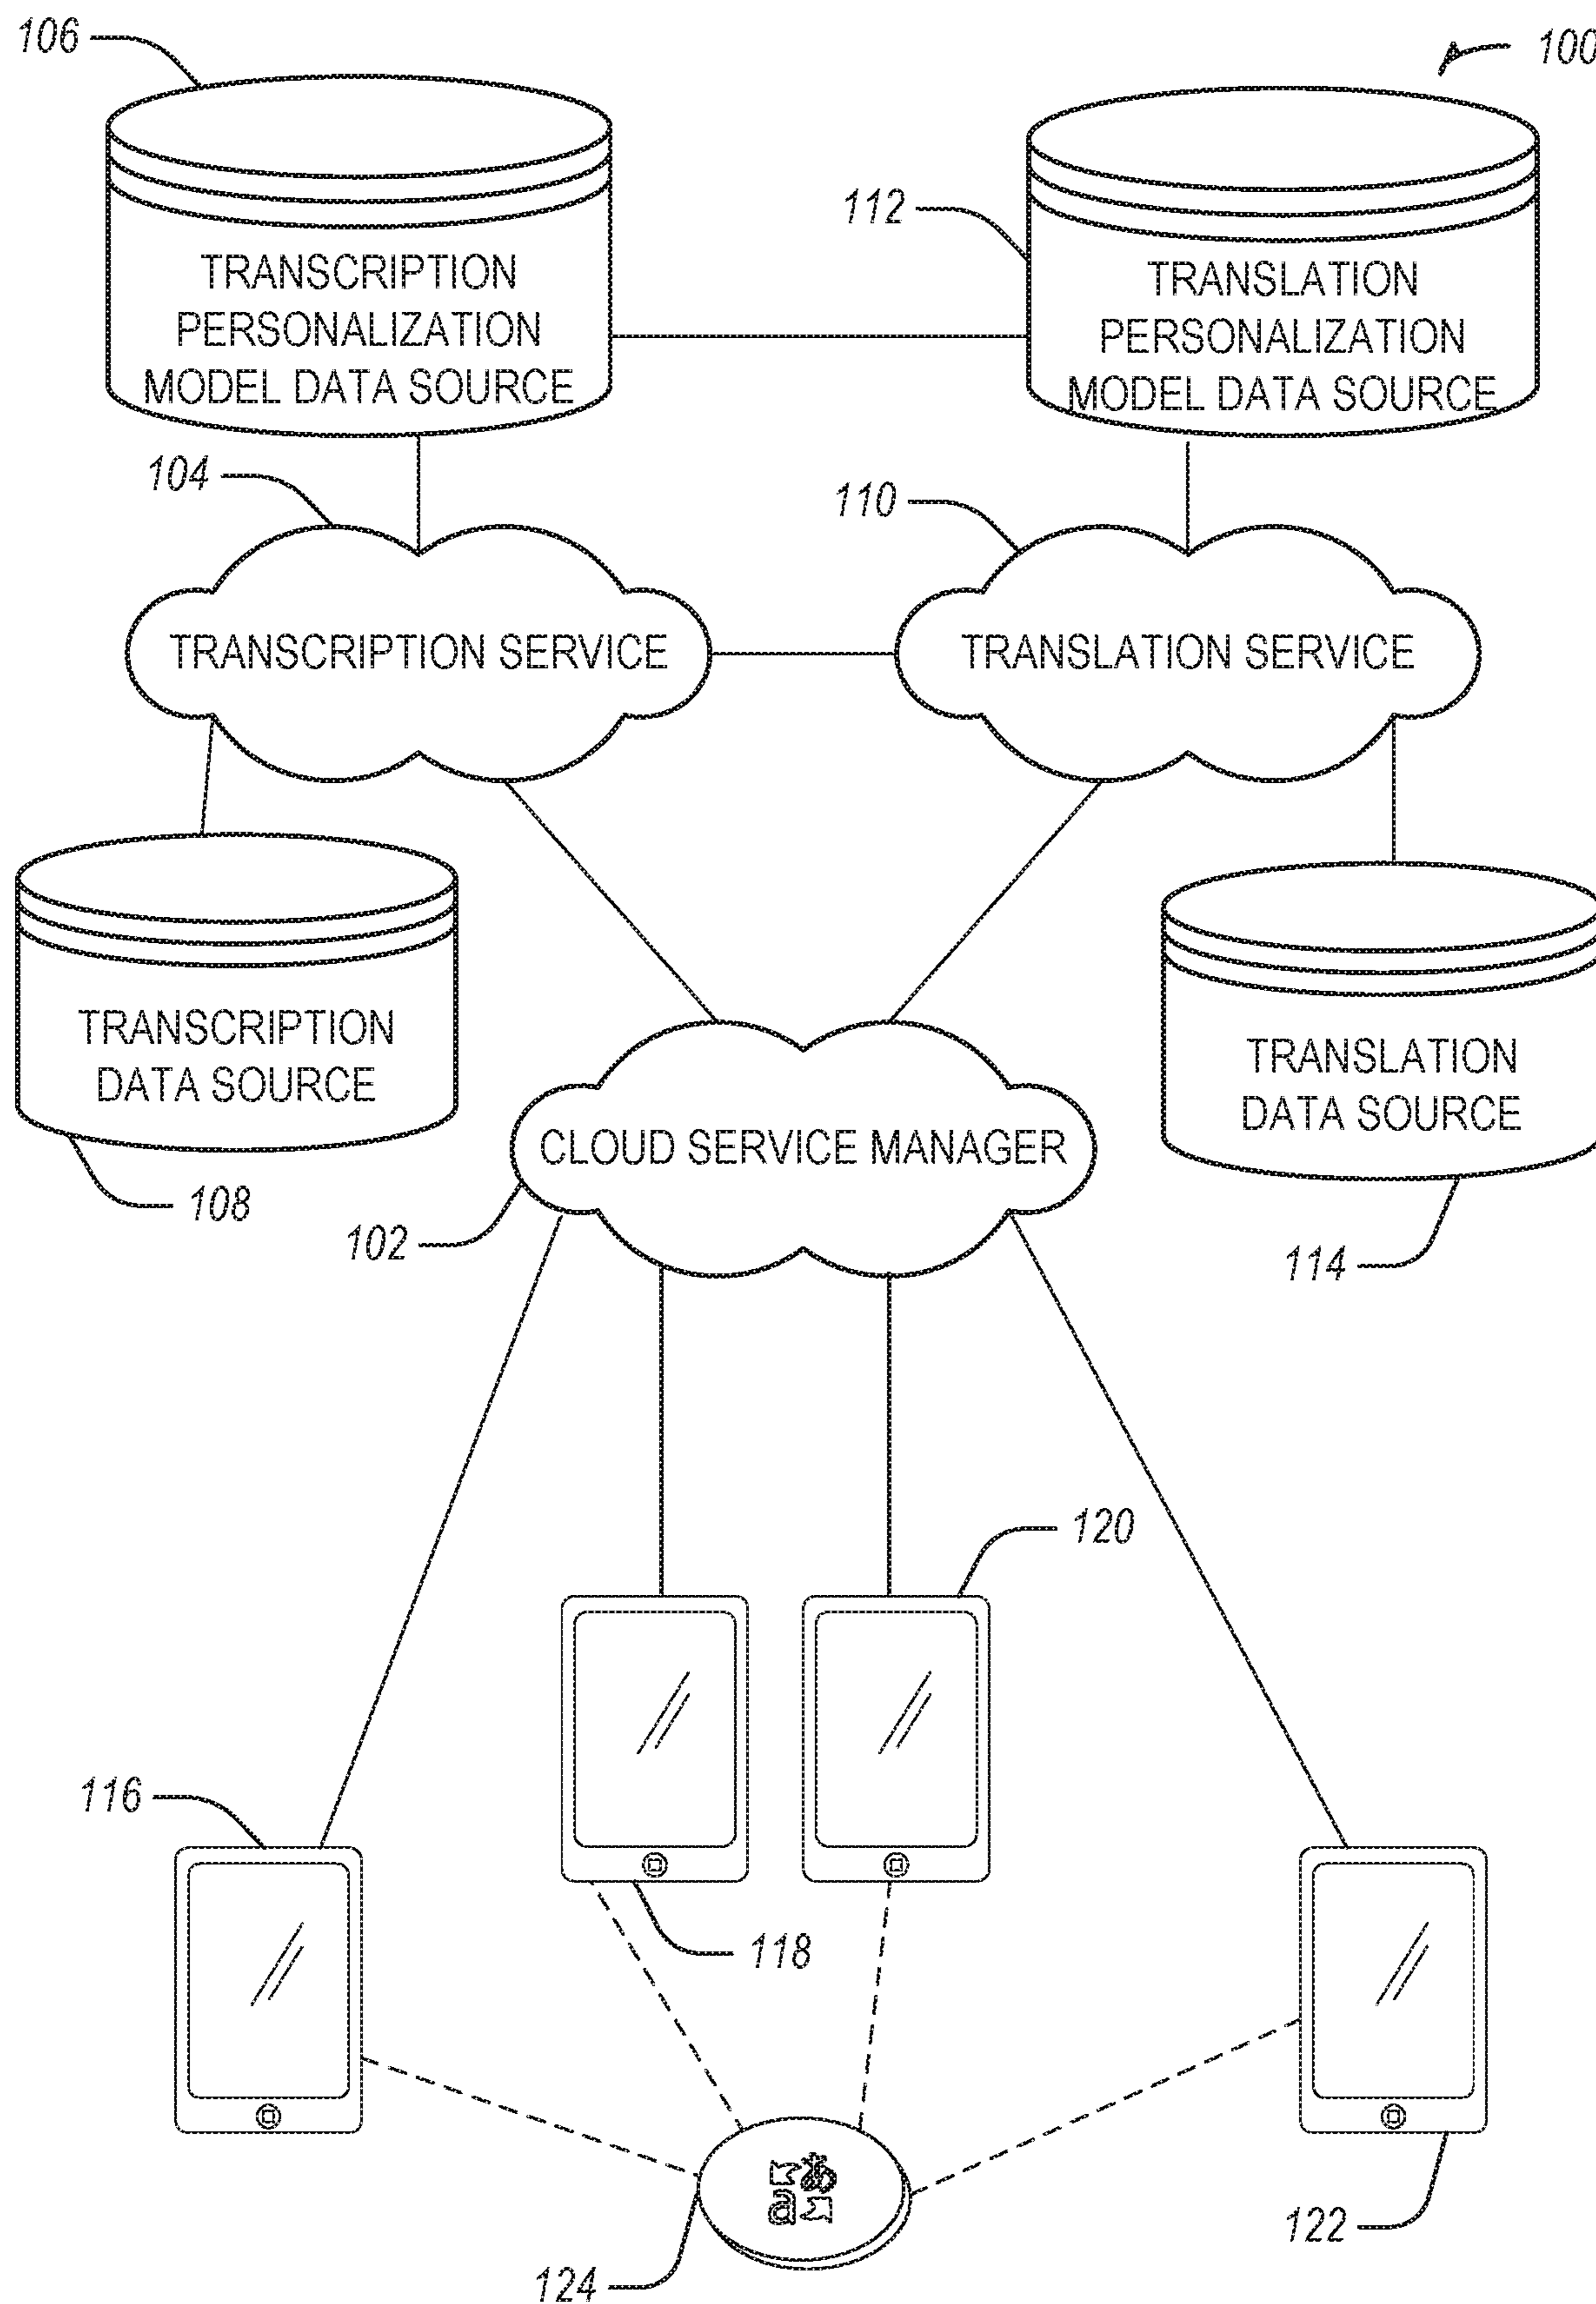 106
100
112
TRANSCRIPTION
PERSONALIZATION
MODEL DATA SOURCE
TRANSLATION
PERSONALIZATION
MODEL DATA SOURCE
104
110
TRANSCRIPTION SERVICE
TRANSLATION SERVICE
TRANSCRIPTION
DATA SOURCE
TRANSLATION
DATA SOURCE
CLOUD SERVICE MANAGER
108
102
114
120
116
118
a
122
124